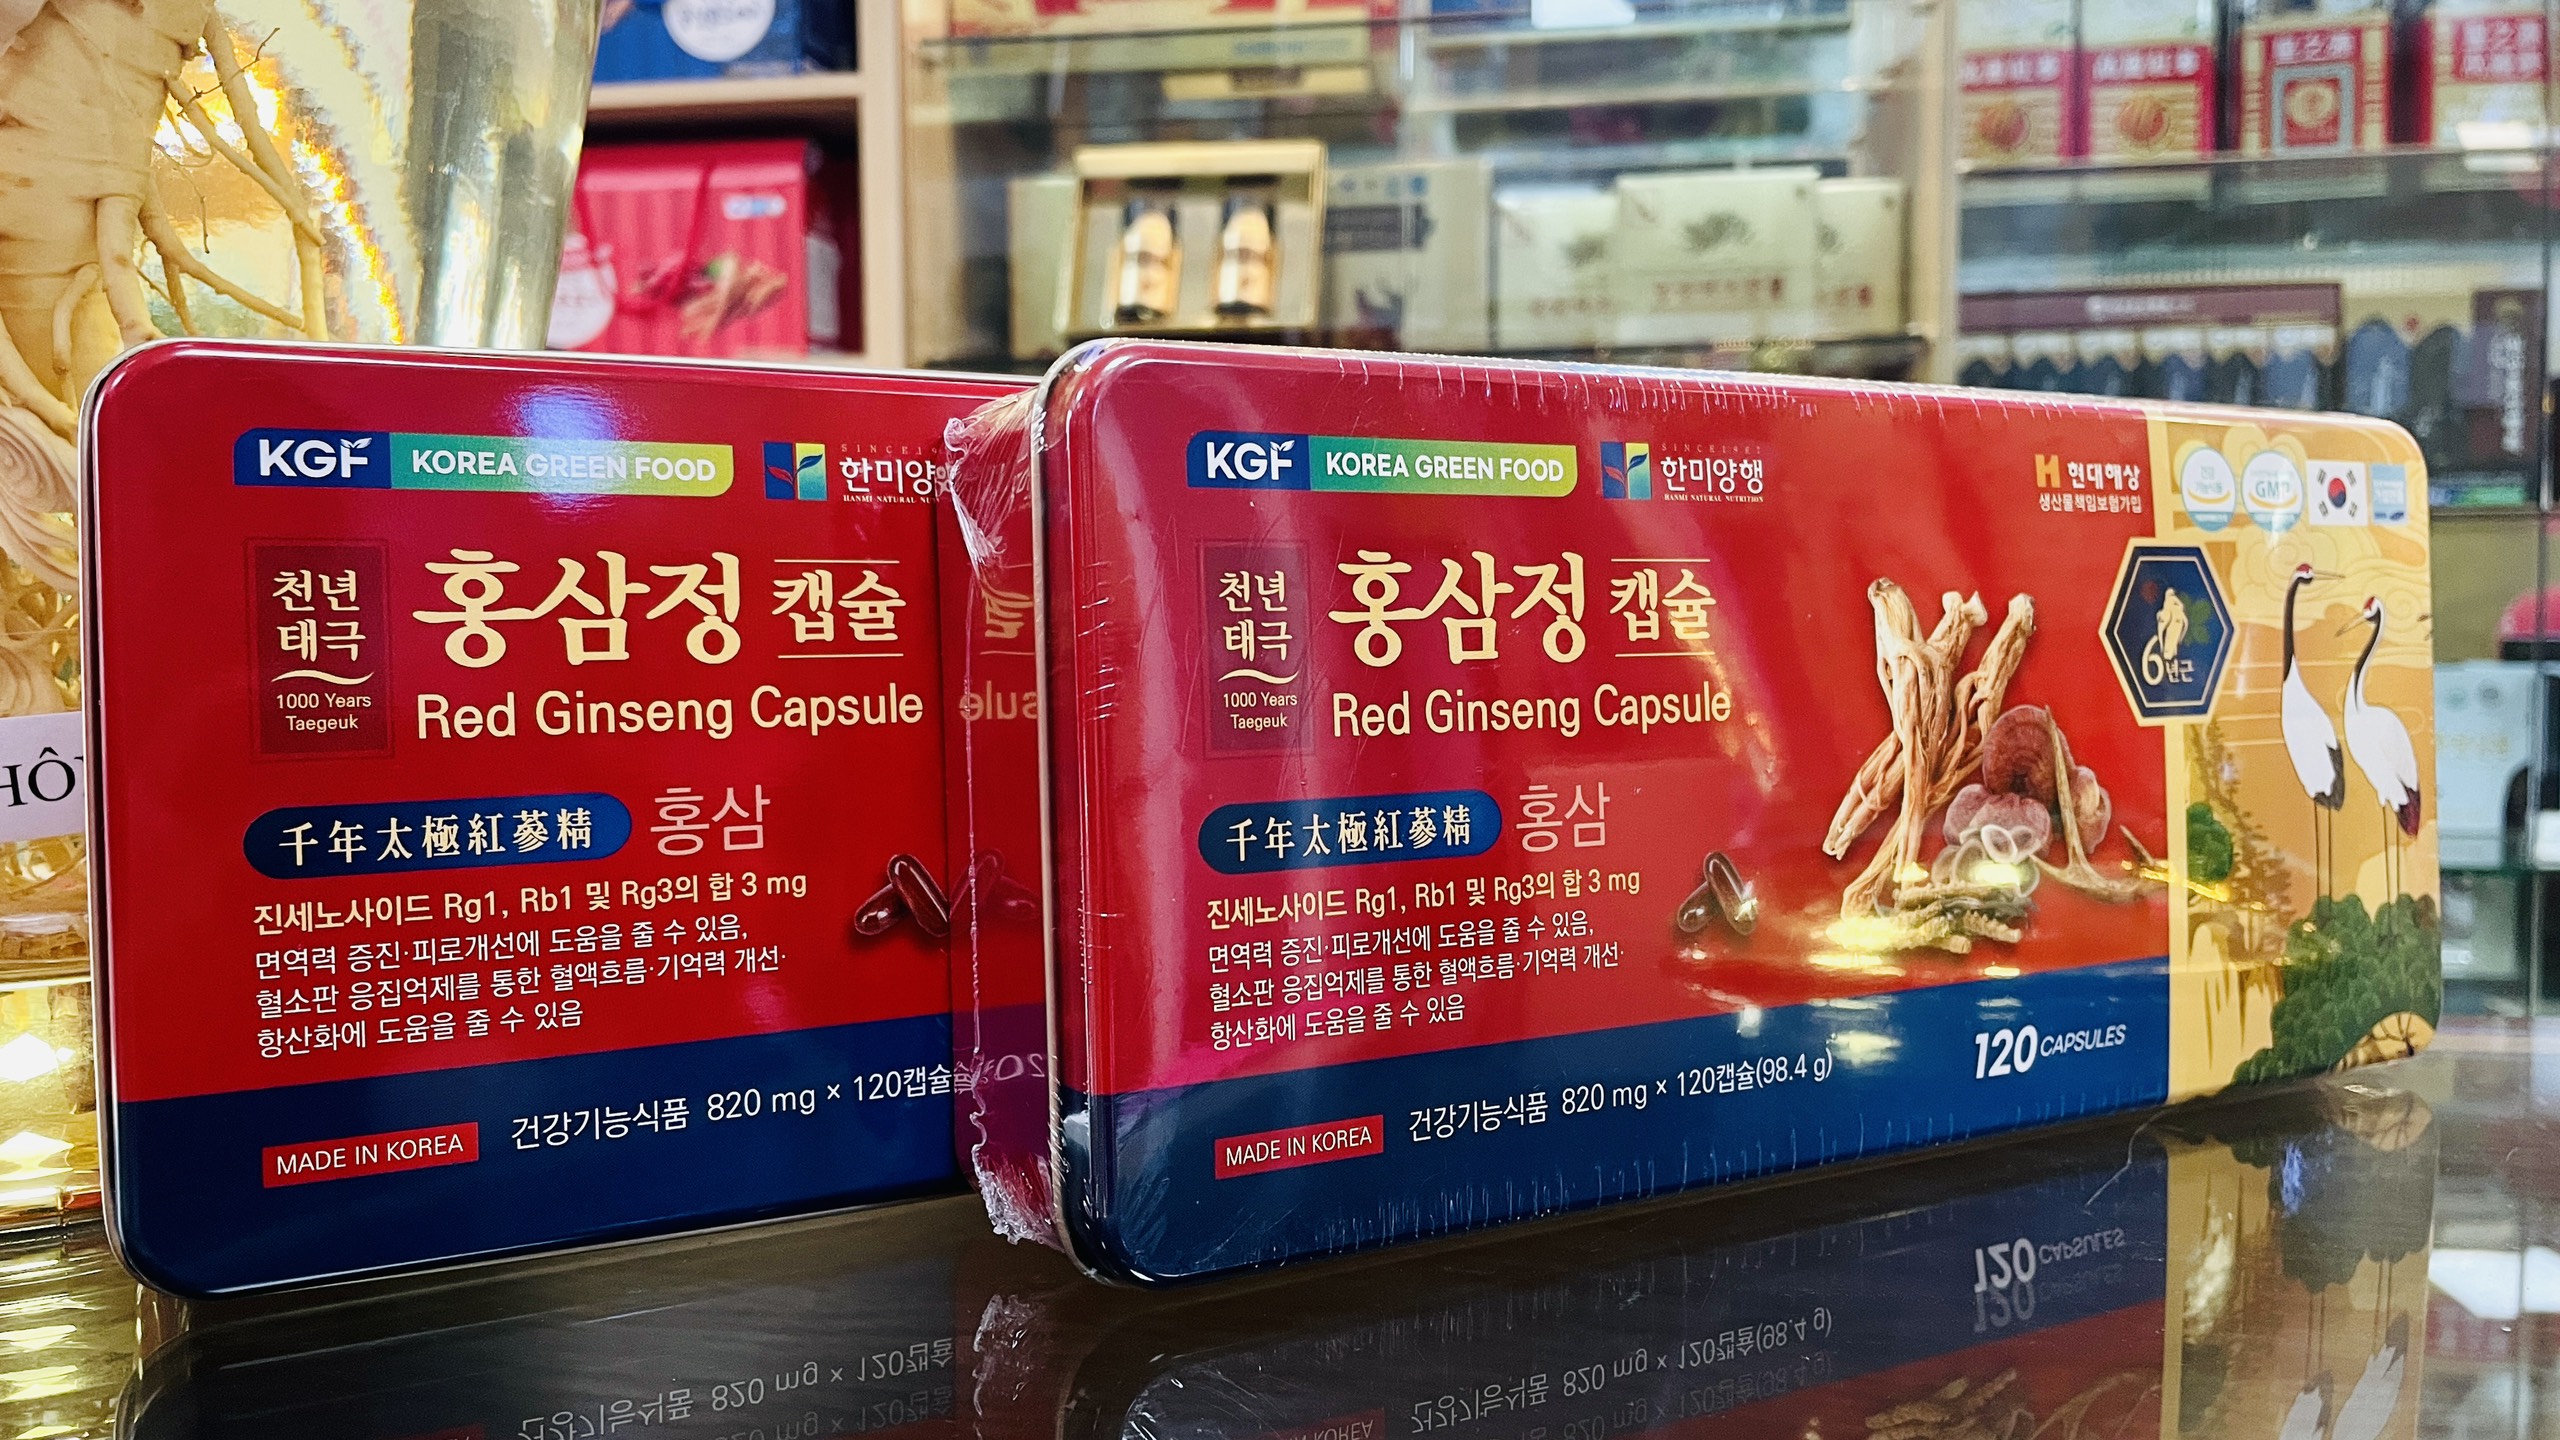 KGF KOREA GREEN FOOD
SINCE19
한미양행
HANMI NATURAL NU
천년
태극
1000 Years
Taegeuk
홍삼정 캡슐
Red Ginseng Capsule
千年太極紅蔘精 홍삼
진세노사이드 Rg1, Rb1 및 Rg3의 합 3 mg
면역력 증진·피로개선에 도움을 줄 수 있음,
혈소판 응집억제를 통한 혈액흐름·기억력 개선·
항산화에 도움을 줄 수 있음
MADE IN KOREA
건강기능식품 820 mg × 120캡슐
KGF KOREA GREEN FOOD
한미양행
HANMI NATURAL NUTRITION
현대해상
생산물책임보험가입
GMP
천년
태극
1000 Years
Taegeuk
홍삼정 캡슐
Red Ginseng Capsule
6년근
千年太極紅蔘精 홍삼
진세노사이드 Rg1, Rb1 및 Rg3의 합 3 mg
면역력 증진·피로개선에 도움을 줄 수 있음,
혈소판 응집억제를 통한 혈액흐름·기억력 개선·
항산화에 도움을 줄 수 있음
120 CAPSULES
MADE IN KOREA
건강기능식품 820 mg × 120캡슐(98.4 g)